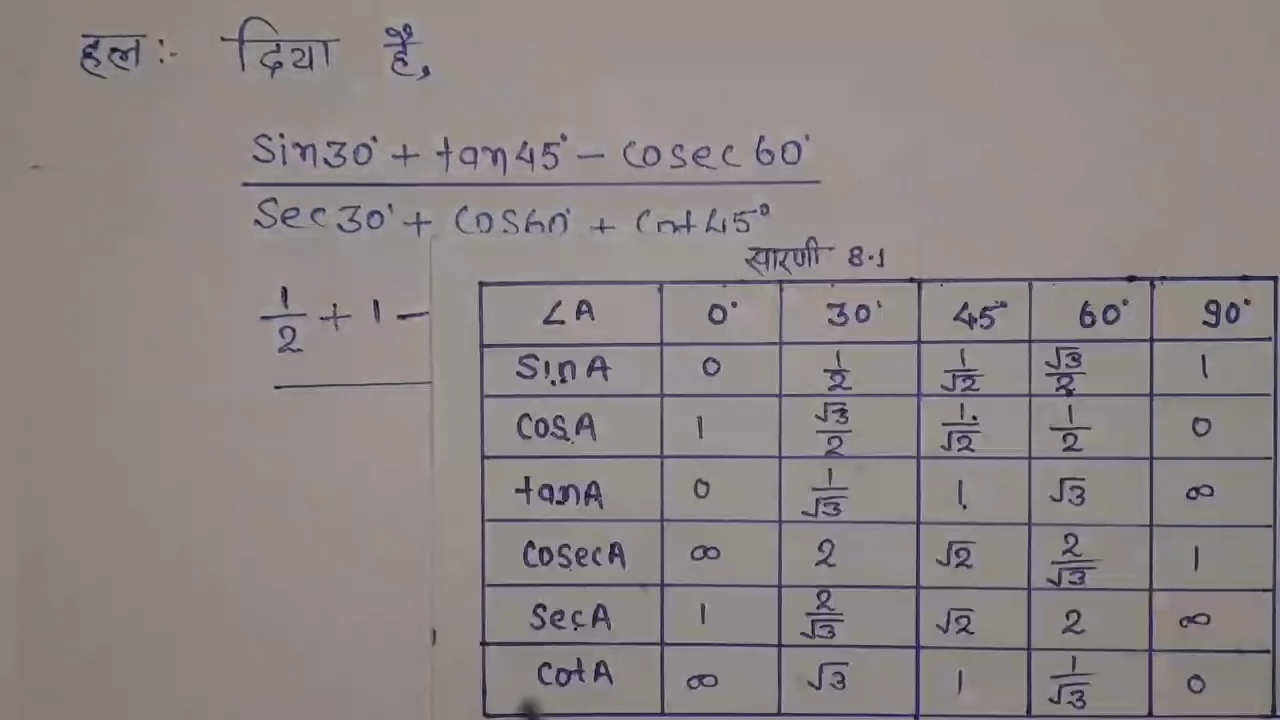 हल :- दिया है,
sin30° + tan45° - cosec60°
sec30° + cos60° + cot45°
1/2 + 1 -
सारणी 8.1
∠A 0° 30° 45° 60° 90°
sinA 0 1/2 1/√2 √3/2 1
cosA 1 √3/2 1/√2 1/2 0
tanA 0 1/√3 1 √3 ∞
cosecA ∞ 2 √2 2/√3 1
secA 1 2/√3 √2 2 ∞
cotA ∞ √3 1 1/√3 0